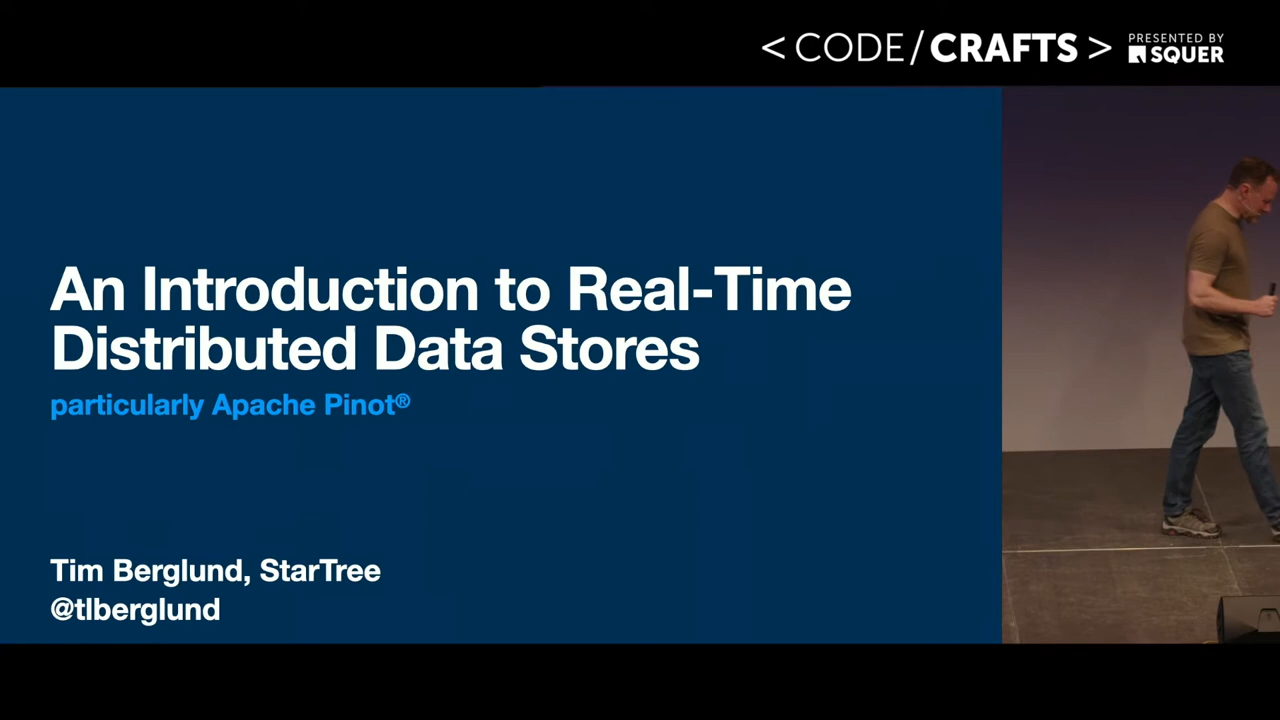 < CODE/CRAFTS >
PRESENTED BY
SQUER
An Introduction to Real-Time
Distributed Data Stores
particularly Apache Pinot®
Tim Berglund, StarTree
@tlberglund